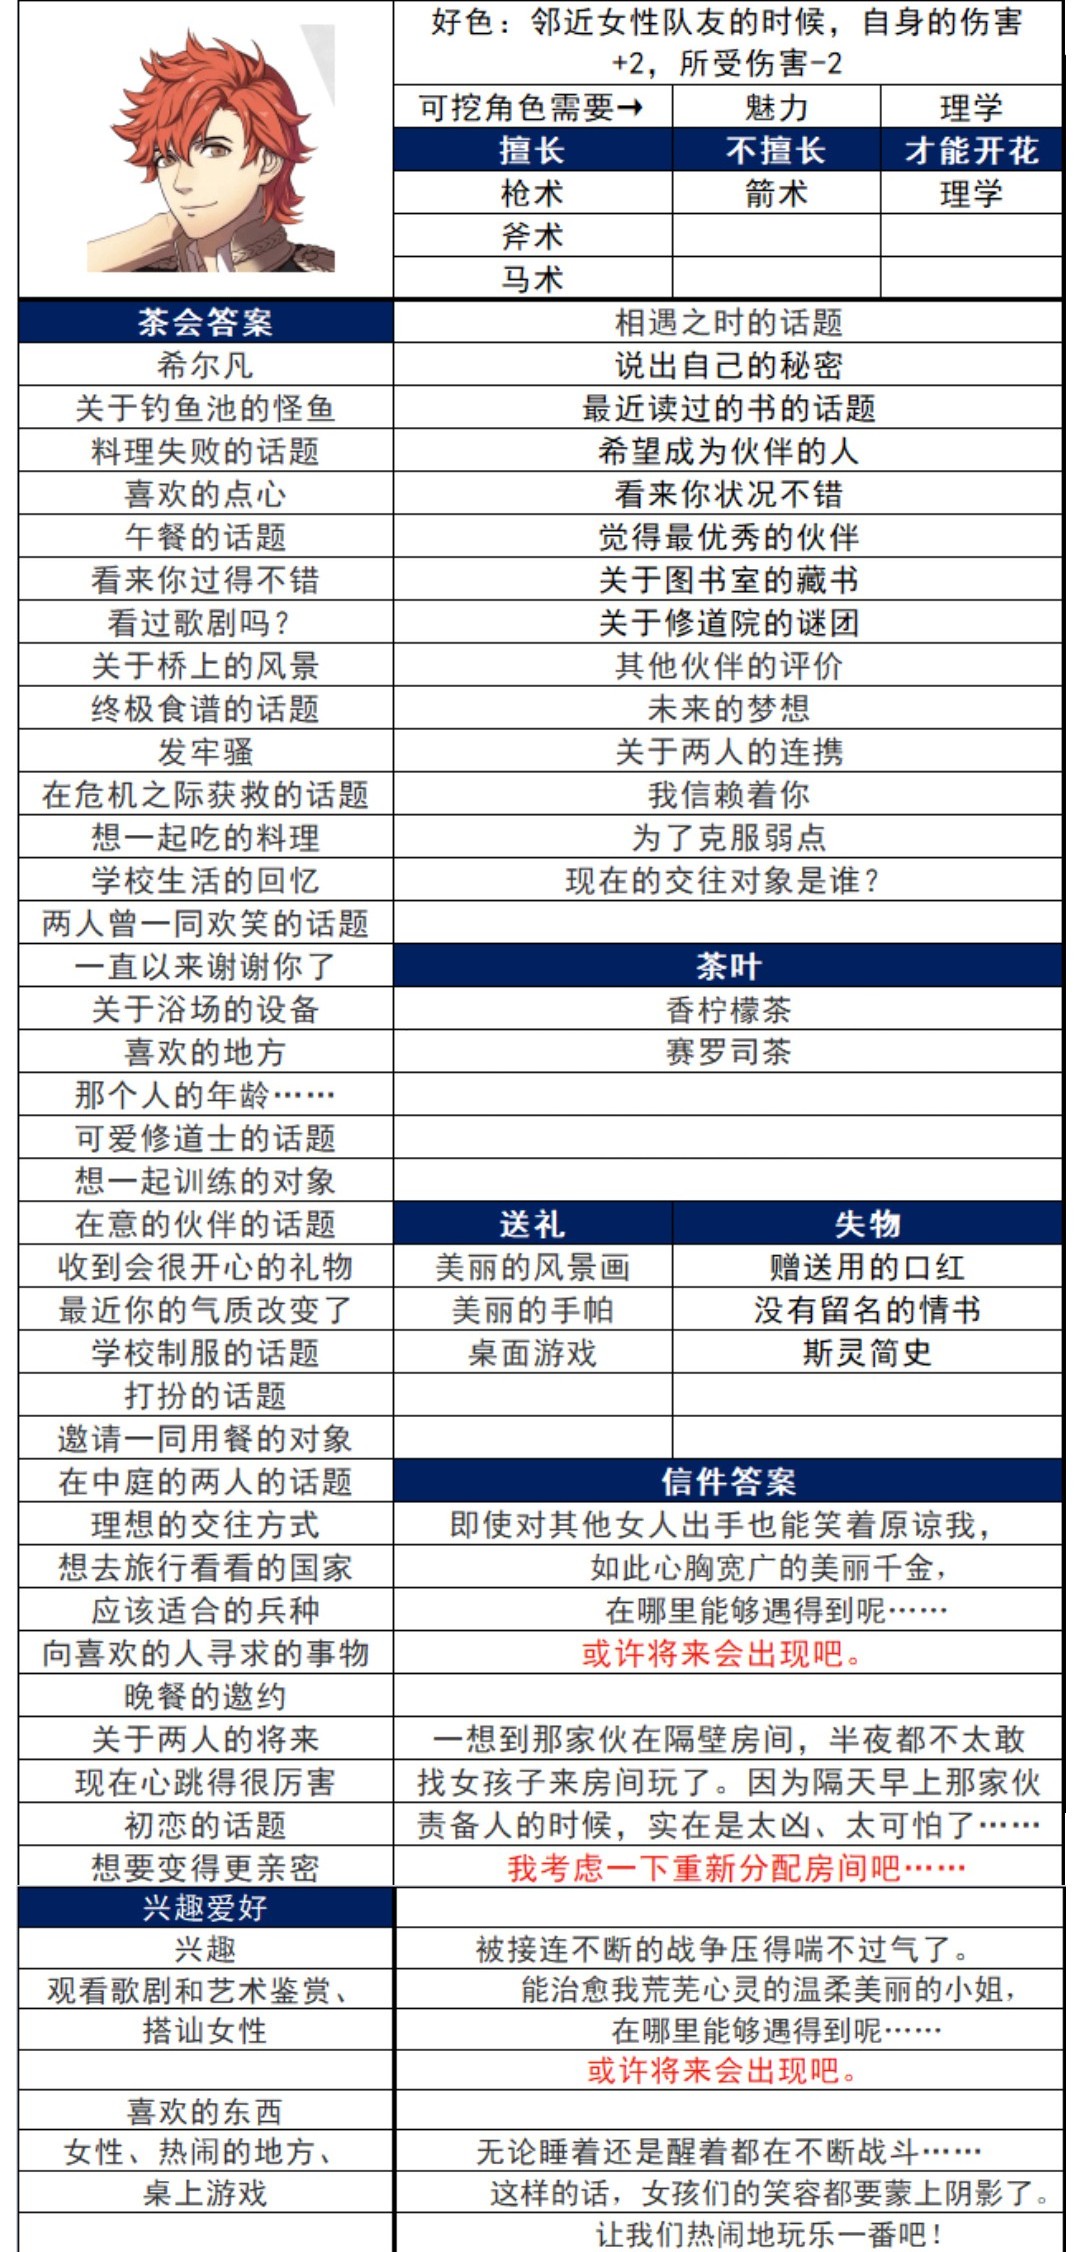 好色：邻近女性队友的时候，自身的伤害
+2，所受伤害-2
可挖角色需要→ 魅力 理学
擅长 不擅长 才能开花
枪术 箭术 理学
斧术
马术
茶会答案 相遇之时的话题
希尔凡 说出自己的秘密
关于钓鱼池的怪鱼 最近读过的书的话题
料理失败的话题 希望成为伙伴的人
喜欢的点心 看来你状况不错
午餐的话题 觉得最优秀的伙伴
看来你过得不错 关于图书室的藏书
看过歌剧吗？ 关于修道院的谜团
关于桥上的风景 其他伙伴的评价
终极食谱的话题 未来的梦想
发牢骚 关于两人的连携
在危机之际获救的话题 我信赖着你
想一起吃的料理 为了克服弱点
学校生活的回忆 现在的交往对象是谁？
两人曾一同欢笑的话题
一直以来谢谢你了 茶叶
关于浴场的设备 香柠檬茶
喜欢的地方 赛罗司茶
那个人的年龄……
可爱修道士的话题
想一起训练的对象
在意的伙伴的话题 送礼 失物
收到会很开心的礼物 美丽的风景画 赠送用的口红
最近你的气质改变了 美丽的手帕 没有留名的情书
学校制服的话题 桌面游戏 斯灵简史
打扮的话题
邀请一同用餐的对象
在中庭的两人的话题 信件答案
理想的交往方式 即使对其他女人出手也能笑着原谅我，
想去旅行看看的国家 如此心胸宽广的美丽千金，
应该适合的兵种 在哪里能够遇得到呢……
向喜欢的人寻求的事物 或许将来会出现吧。
晚餐的邀约
关于两人的将来 一想到那家伙在隔壁房间，半夜都不太敢
现在心跳得很厉害 找女孩子来房间玩了。因为隔天早上那家伙
初恋的话题 责备人的时候，实在是太凶、太可怕了……
想要变得更亲密 我考虑一下重新分配房间吧……
兴趣爱好
兴趣 被接连不断的战争压得喘不过气了。
观看歌剧和艺术鉴赏、 能治愈我荒芜心灵的温柔美丽的小姐，
搭讪女性 在哪里能够遇得到呢……
或许将来会出现吧。
喜欢的东西
女性、热闹的地方、 无论睡着还是醒着都在不断战斗……
桌上游戏 这样的话，女孩们的笑容都要蒙上阴影了。
让我们热闹地玩乐一番吧！